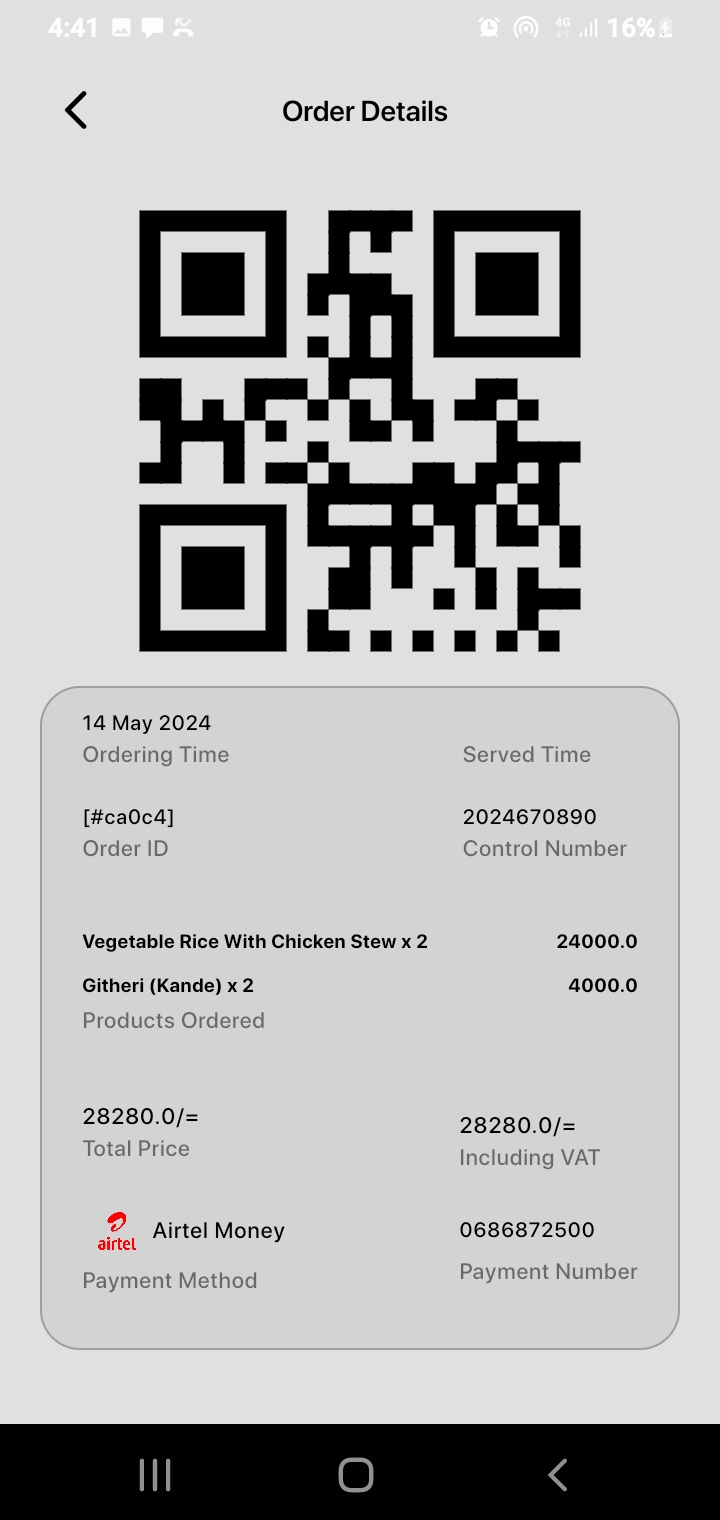 4:41 4G 16%
Order Details
14 May 2024
Ordering Time Served Time
[#ca0c4] 2024670890
Order ID Control Number
Vegetable Rice With Chicken Stew x 2 24000.0
Githeri (Kande) x 2 4000.0
Products Ordered
28280.0/= 28280.0/=
Total Price Including VAT
airtel Airtel Money 0686872500
Payment Method Payment Number